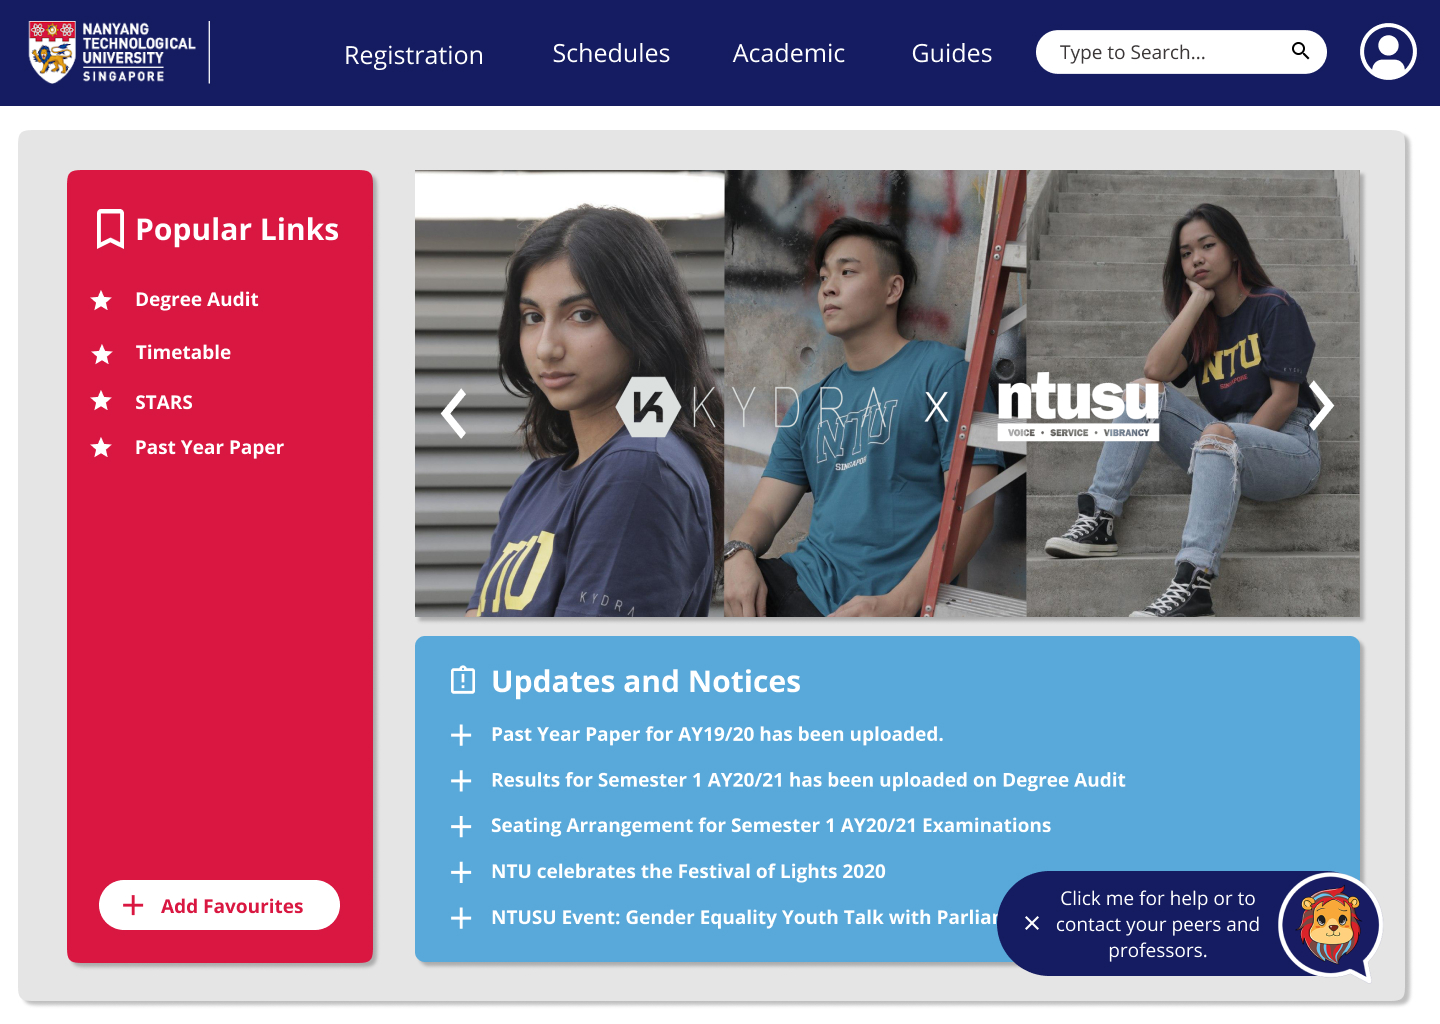 NANYANG
TECHNOLOGICAL
UNIVERSITY
SINGAPORE
Registration
Schedules
Academic
Guides
Type to Search...
Popular Links
Degree Audit
Timetable
STARS
Past Year Paper
Add Favourites
KYDRA X ntusu
VOICE • SERVICE • VIBRANCY
NTU
SINGAPORE
NTU
SINGAPORE
KYDRA
Updates and Notices
Past Year Paper for AY19/20 has been uploaded.
Results for Semester 1 AY20/21 has been uploaded on Degree Audit
Seating Arrangement for Semester 1 AY20/21 Examinations
NTU celebrates the Festival of Lights 2020
NTUSU Event: Gender Equality Youth Talk with
Click me for help or to
contact your peers and
professors.